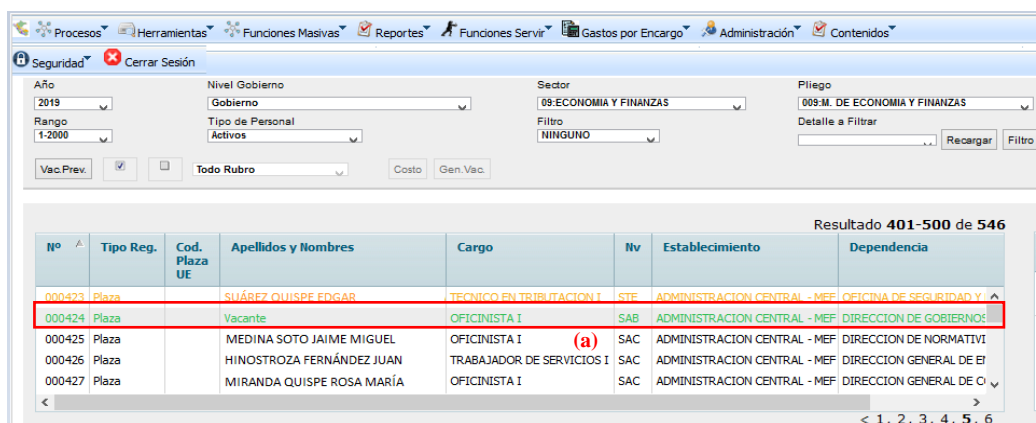 Procesos Herramientas Funciones Masivas Reportes Funciones Servir Gastos por Encargo Administración Contenidos
Seguridad Cerrar Sesión
Año Nivel Gobierno Sector Pliego
2019 Gobierno 09:ECONOMIA Y FINANZAS 009:M. DE ECONOMIA Y FINANZAS
Rango Tipo de Personal Filtro Detalle a Filtrar
1-2000 Activos NINGUNO Recargar Filtro
Vac.Prev. Todo Rubro Costo Gen.Vac.
Resultado 401-500 de 546
Nº Tipo Reg. Cod. Plaza UE Apellidos y Nombres Cargo Nv Establecimiento Dependencia
000423 Plaza SUÁREZ QUISPE EDGAR TECNICO EN TRIBUTACION I STE ADMINISTRACION CENTRAL - MEF OFICINA DE SEGURIDAD Y
000424 Plaza Vacante OFICINISTA I SAB ADMINISTRACION CENTRAL - MEF DIRECCION DE GOBIERNOS
000425 Plaza MEDINA SOTO JAIME MIGUEL OFICINISTA I (a) SAC ADMINISTRACION CENTRAL - MEF DIRECCION DE NORMATIVI
000426 Plaza HINOSTROZA FERNÁNDEZ JUAN TRABAJADOR DE SERVICIOS I SAC ADMINISTRACION CENTRAL - MEF DIRECCION GENERAL DE
000427 Plaza MIRANDA QUISPE ROSA MARÍA OFICINISTA I SAC ADMINISTRACION CENTRAL - MEF DIRECCION GENERAL DE
< 1, 2, 3, 4, 5, 6